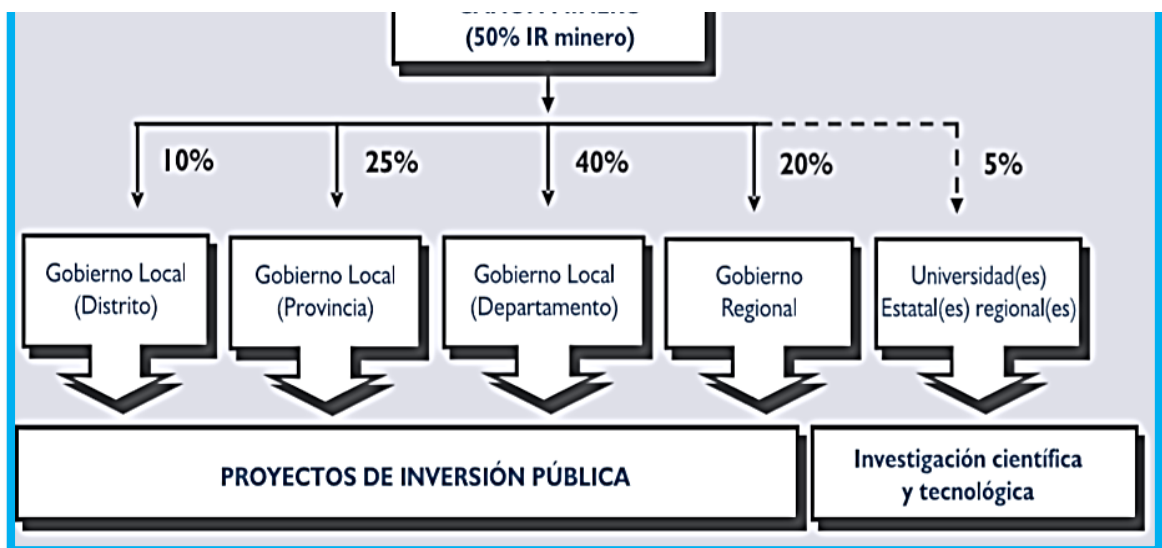 (50% IR minero)
10%
25%
40%
20%
5%
Gobierno Local
(Distrito)
Gobierno Local
(Provincia)
Gobierno Local
(Departamento)
Gobierno
Regional
Universidad(es)
Estatal(es) regional(es)
PROYECTOS DE INVERSIÓN PÚBLICA
Investigación científica
y tecnológica